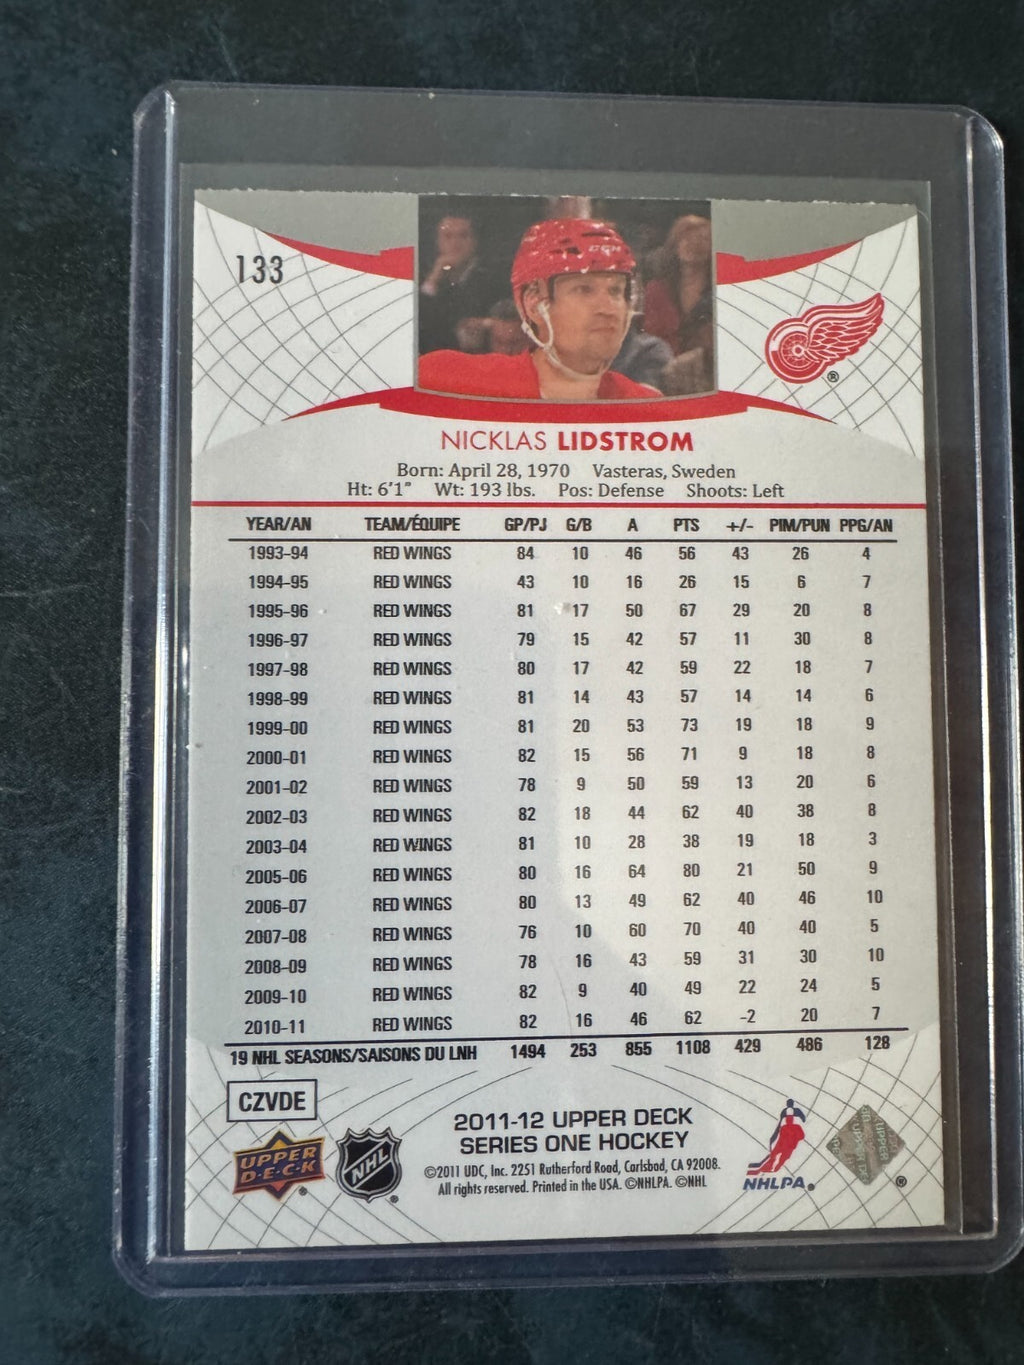 133
NICKLAS LIDSTROM
Born: April 28, 1970 Vasteras, Sweden
Ht: 6'1" Wt: 193 lbs. Pos: Defense Shoots: Left
YEAR/AN TEAM/ÉQUIPE GP/PJ G/B A PTS +/- PIM/PUN PPG/AN
1993-94 RED WINGS 84 10 46 56 43 26 4
1994-95 RED WINGS 43 10 16 26 15 6 7
1995-96 RED WINGS 81 17 50 67 29 20 8
1996-97 RED WINGS 79 15 42 57 11 30 8
1997-98 RED WINGS 80 17 42 59 22 18 7
1998-99 RED WINGS 81 14 43 57 14 14 6
1999-00 RED WINGS 81 20 53 73 19 18 9
2000-01 RED WINGS 82 15 56 71 9 18 8
2001-02 RED WINGS 78 9 50 59 13 20 6
2002-03 RED WINGS 82 18 44 62 40 38 8
2003-04 RED WINGS 81 10 28 38 19 18 3
2005-06 RED WINGS 80 16 64 80 21 50 9
2006-07 RED WINGS 80 13 49 62 40 46 10
2007-08 RED WINGS 76 10 60 70 40 40 5
2008-09 RED WINGS 78 16 43 59 31 30 10
2009-10 RED WINGS 82 9 40 49 22 24 5
2010-11 RED WINGS 82 16 46 62 -2 20 7
19 NHL SEASONS/SAISONS DU LNH 1494 253 855 1108 429 486 128
CZVDE
2011-12 UPPER DECK
SERIES ONE HOCKEY
©2011 UDC, Inc. 2251 Rutherford Road, Carlsbad, CA 92008.
All rights reserved. Printed in the USA. ©NHLPA. ©NHL
UPPER
D·E·C·K ®
NHL ®
NHLPA ®
®